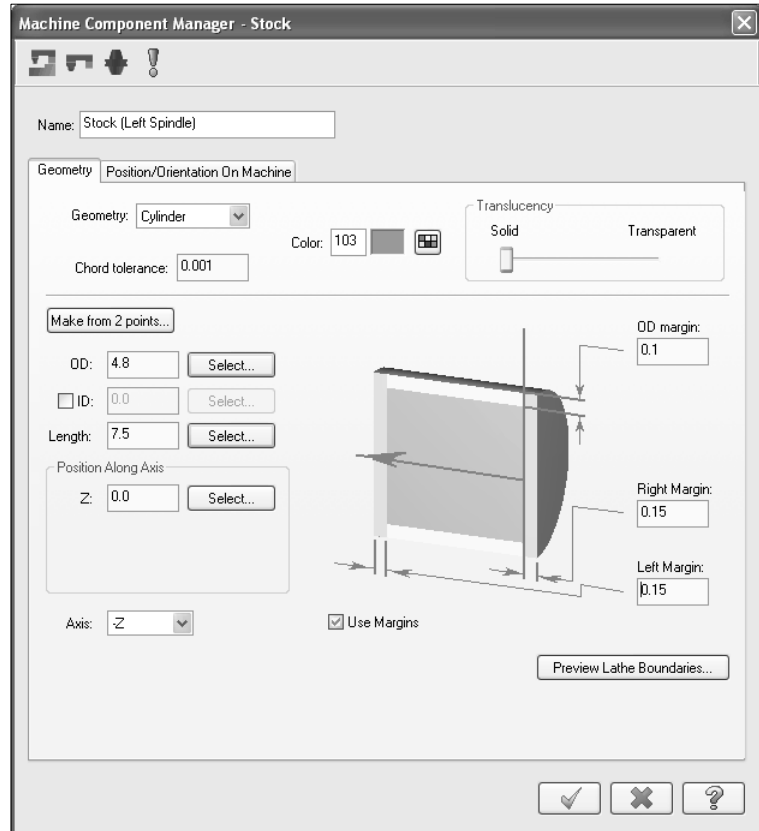 Machine Component Manager - Stock
Name: Stock (Left Spindle)
Geometry Position/Orientation On Machine
Geometry: Cylinder
Color: 103
Chord tolerance: 0.001
Translucency
Solid Transparent
Make from 2 points...
OD: 4.8 Select...
ID: 0.0 Select...
Length: 7.5 Select...
Position Along Axis
Z: 0.0 Select...
Axis: -Z
OD margin:
0.1
Right Margin:
0.15
Left Margin:
0.15
Use Margins
Preview Lathe Boundaries...